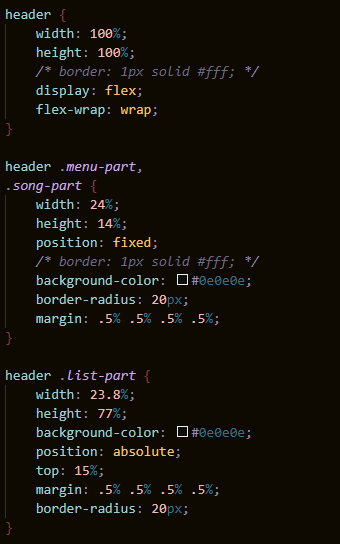 header {
width: 100%;
height: 100%;
/* border: 1px solid #fff; */
display: flex;
flex-wrap: wrap;
}
header .menu-part,
.song-part {
width: 24%;
height: 14%;
position: fixed;
/* border: 1px solid #fff; */
background-color: #0e0e0e;
border-radius: 20px;
margin: .5% .5% .5% .5%;
}
header .list-part {
width: 23.8%;
height: 77%;
background-color: #0e0e0e;
position: absolute;
top: 15%;
margin: .5% .5% .5% .5%;
border-radius: 20px;
}